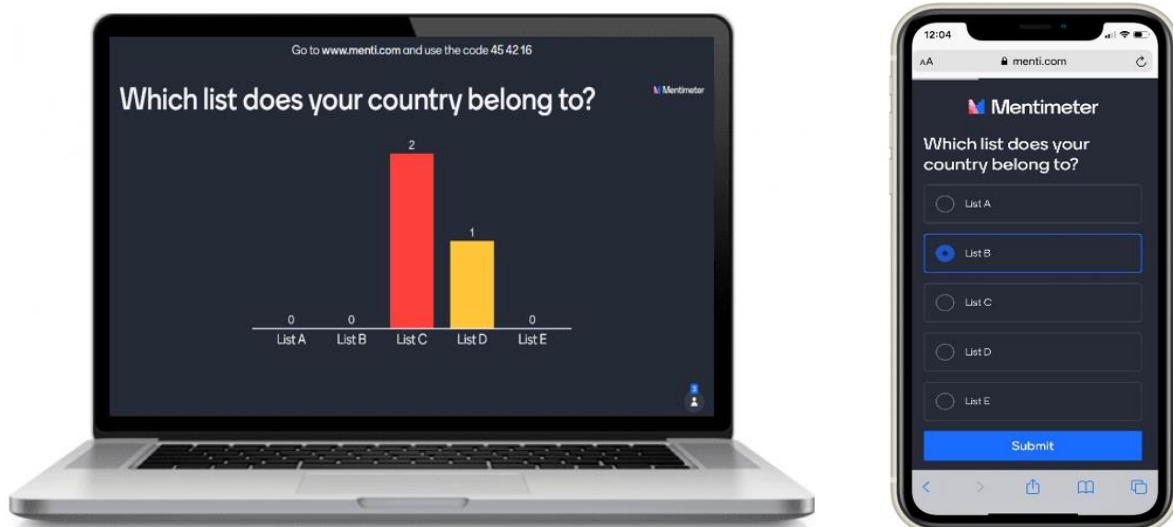 Go to www.menti.com and use the code 45 42 16
Which list does your country belong to?
Mentimeter
2
1
0
0
0
List A
List B
List C
List D
List E
3
12:04
AA
menti.com
Mentimeter
Which list does your
country belong to?
List A
List B
List C
List D
List E
Submit